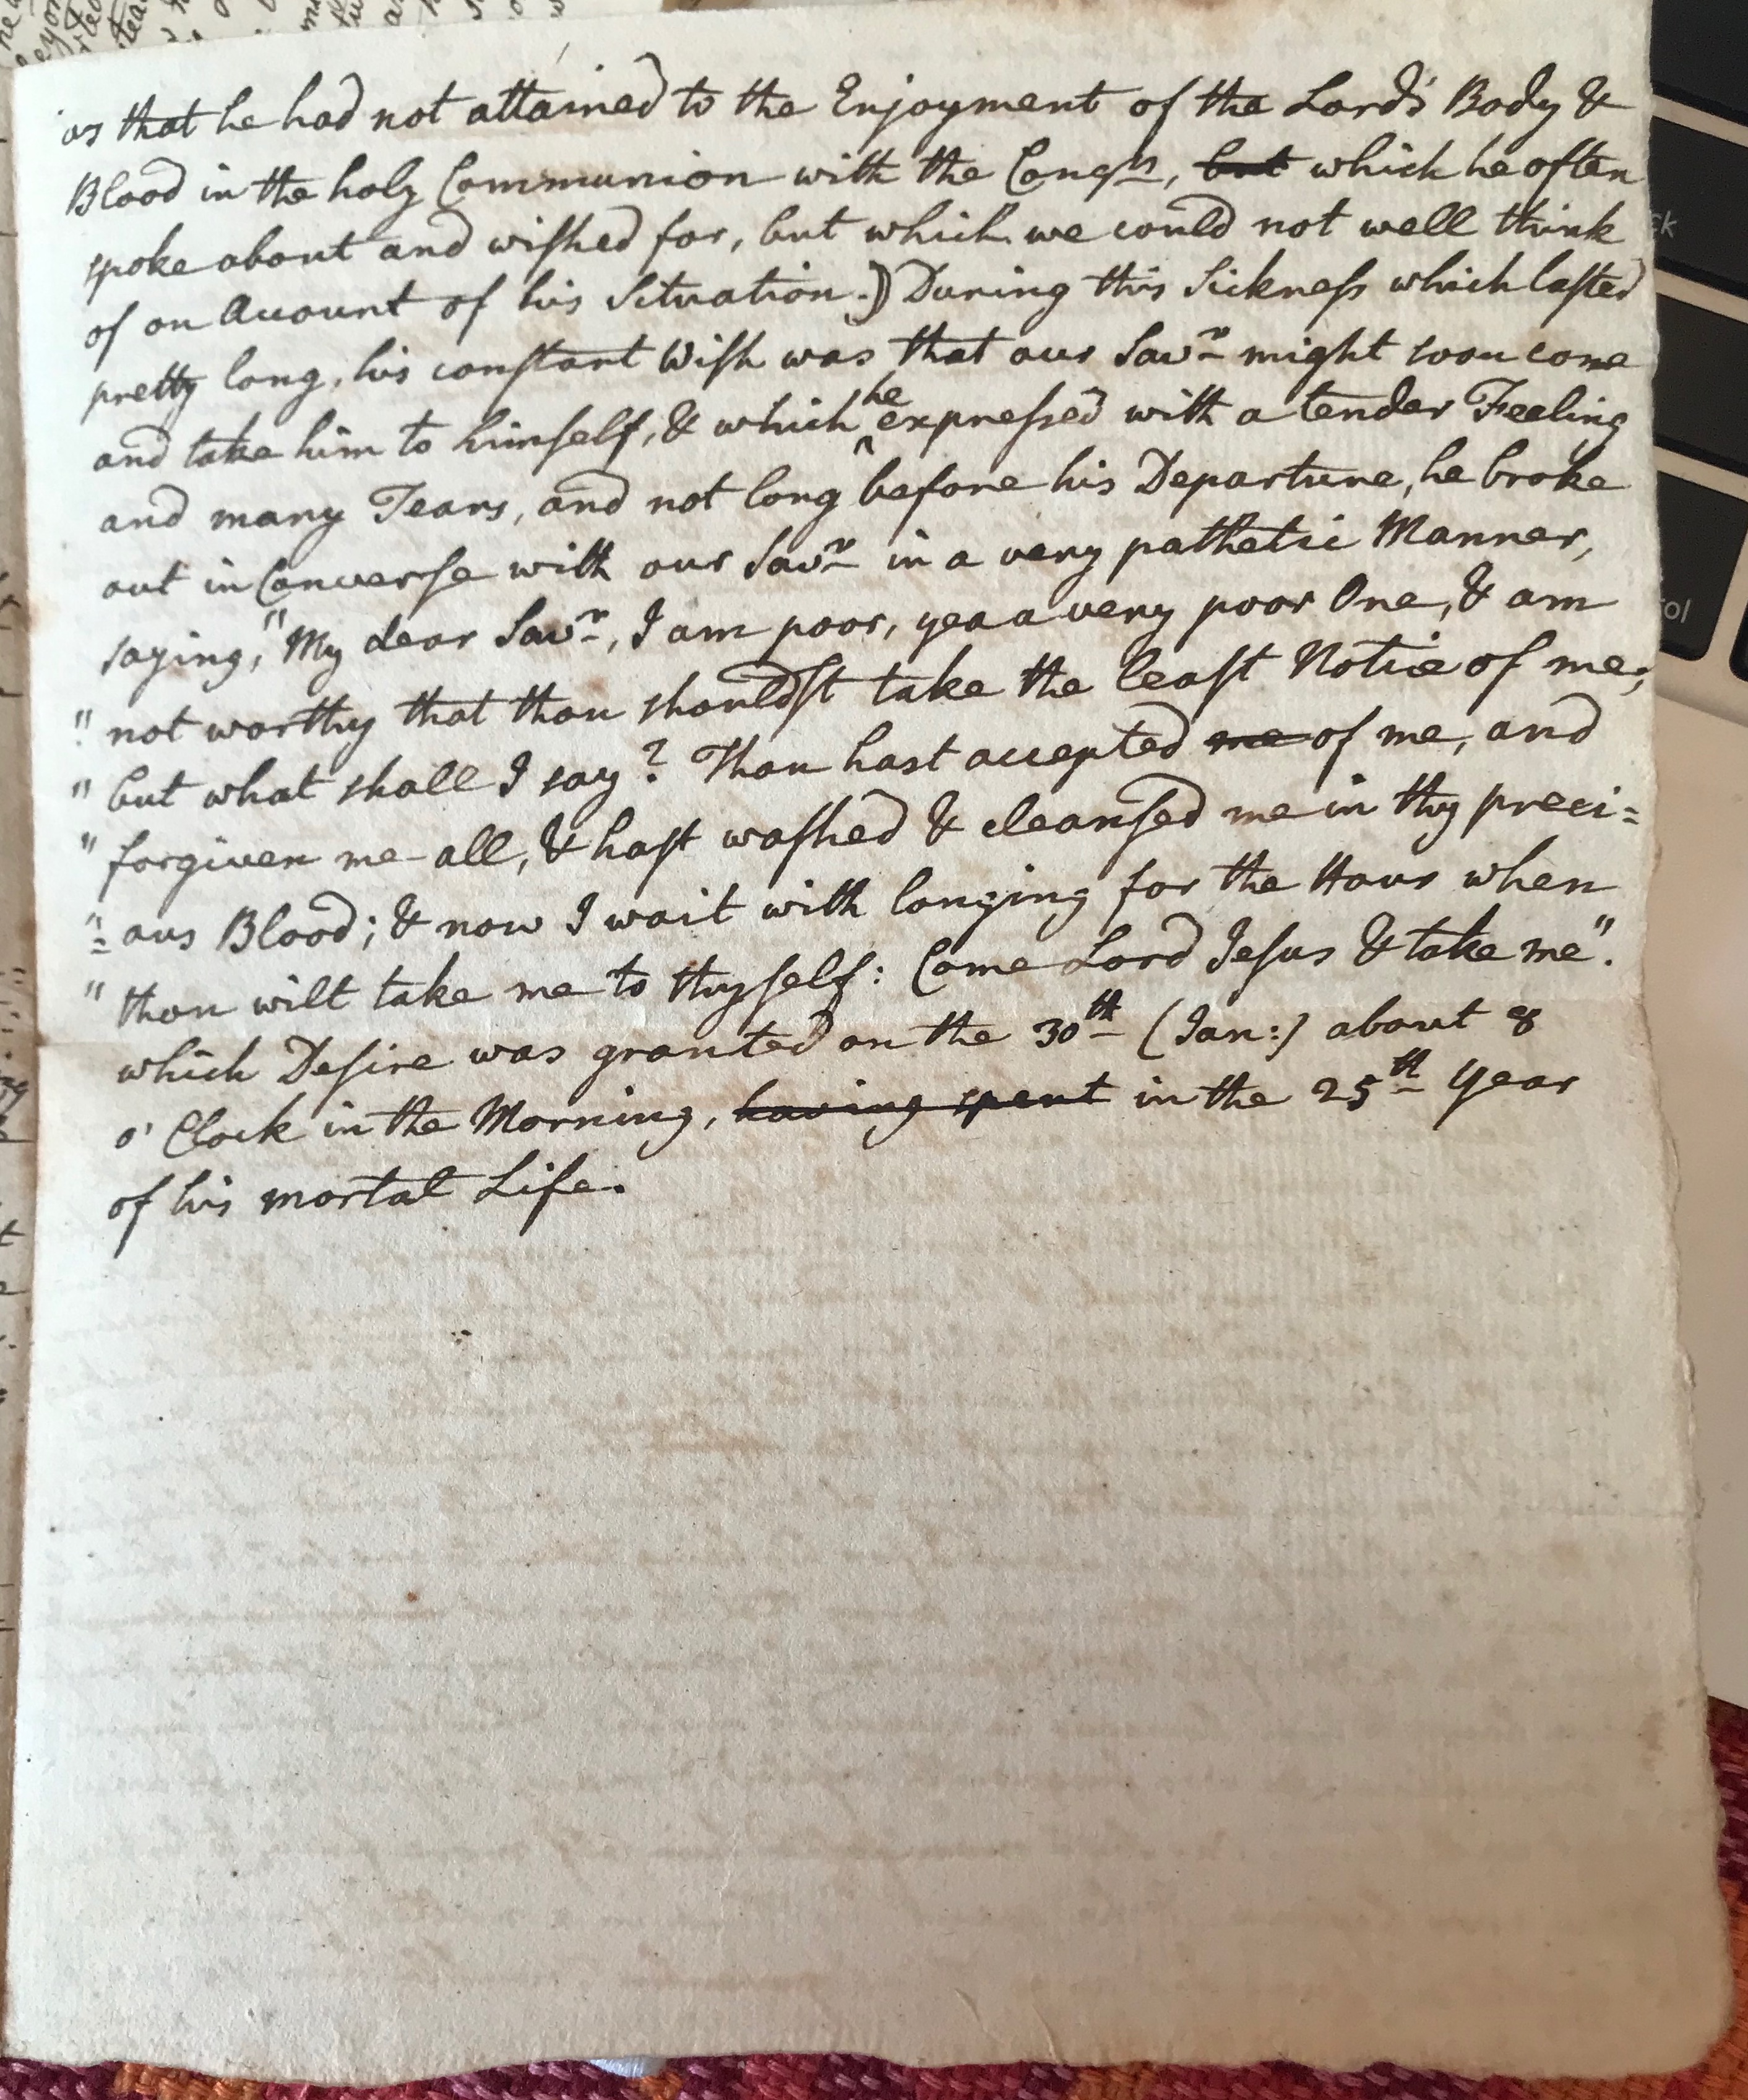 as that he had not attained to the Enjoyment of the Lord's Body &
Blood in the holy Communion with the Congn, but which he often
spoke about and wished for, but which we could not well think
of on Account of his Situation.) During this Sickness which lasted
pretty long, his constant Wish was that our Savr might soon come
and take him to himself, & which he expressed with a tender Feeling
and many Tears, and not long before his Departure, he broke
out in Converse with our Savr in a very pathetic Manner,
saying, "My dear Savr, I am poor, yea a very poor One, & am
" not worthy that thou shouldst take the least Notice of me;
" but what shall I say? Thou hast accepted me of me, and
" forgiven me all, & hast washed & cleansed me in thy preci=
"= ous Blood; & now I wait with longing for the Hour when
" thou wilt take me to thyself: Come Lord Jesus & take me".
which Desire was granted on the 30th (Jan:) about 8
o' Clock in the Morning, having spent in the 25th Year
of his mortal Life.